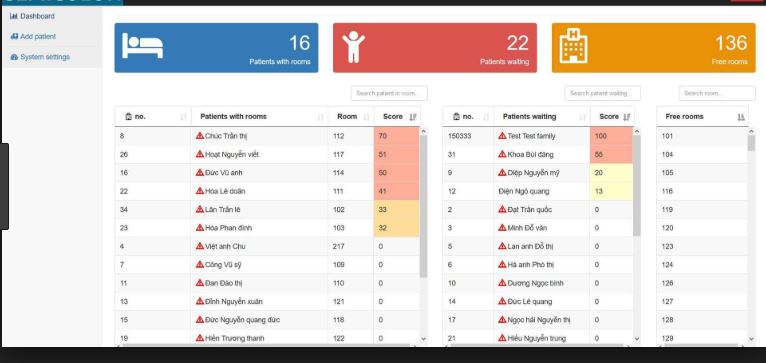 Dashboard
Add patient
System settings
16
Patients with rooms
22
Patients waiting
136
Free rooms
Search patient in room...
Search patient waiting...
Search room...
no. Patients with rooms Room Score
8 Chúc Trần thị 112 70
26 Hoạt Nguyễn viết 117 51
16 Đức Vũ anh 114 50
22 Hóa Lê doãn 111 41
34 Lân Trần lê 102 33
23 Hòa Phan đình 103 32
4 Việt anh Chu 217 0
7 Công Vũ sỹ 109 0
11 Đan Đào thị 110 0
13 Đỉnh Nguyễn xuân 121 0
15 Đức Nguyễn quang đức 118 0
19 Hiền Trương thanh 122 0
no. Patients waiting Score
150333 Test Test family 100
31 Khoa Bùi đăng 55
9 Diệp Nguyễn mỹ 20
12 Điện Ngô quang 13
2 Đạt Trần quốc 0
3 Minh Đỗ văn 0
5 Lan anh Đỗ thị 0
6 Hà anh Phó thị 0
10 Dương Ngọc bình 0
14 Đức Lê quang 0
17 Ngọc hải Nguyễn thị 0
21 Hiếu Nguyễn trung 0
Free rooms
101
104
105
116
119
120
123
124
126
127
128
129